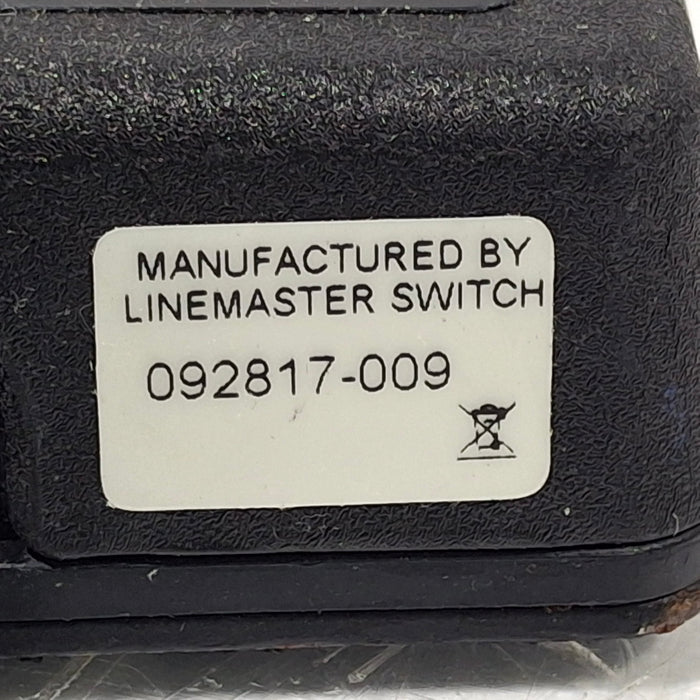 MANUFACTURED BY
LINEMASTER SWITCH
092817-009